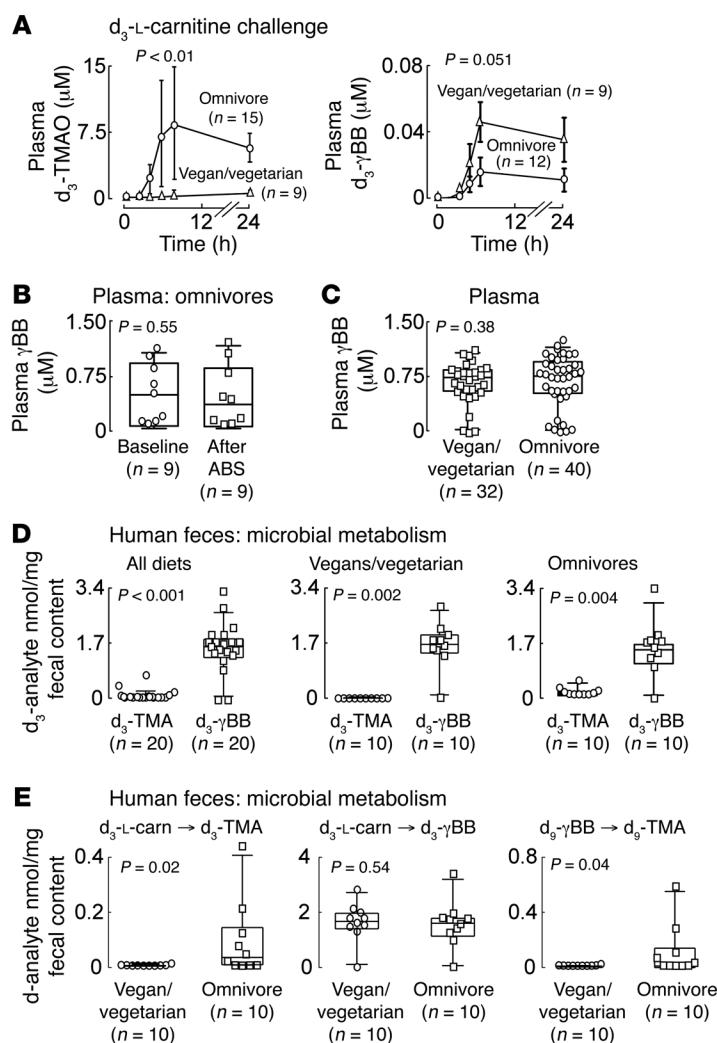 A
d3-L-carnitine challenge
P < 0.01
15
7.5
0
Plasma
d3-TMAO (μM)
Omnivore
(n = 15)
Vegan/vegetarian
(n = 9)
0 12 24
Time (h)
P = 0.051
0.08
0.04
0
Plasma
d3-γBB (μM)
Vegan/vegetarian (n = 9)
Omnivore
(n = 12)
0 12 24
Time (h)
B
Plasma: omnivores
P = 0.55
1.50
0.75
0
Plasma γBB
(μM)
Baseline
(n = 9)
After
ABS
(n = 9)
C
Plasma
P = 0.38
1.50
0.75
0
Plasma γBB
(μM)
Vegan/
vegetarian
(n = 32)
Omnivore
(n = 40)
D
Human feces: microbial metabolism
d3-analyte nmol/mg
fecal content
All diets
P < 0.001
3.4
1.7
0
d3-TMA
(n = 20)
d3-γBB
(n = 20)
Vegans/vegetarian
P = 0.002
3.4
1.7
0
d3-TMA
(n = 10)
d3-γBB
(n = 10)
Omnivores
P = 0.004
3.4
1.7
0
d3-TMA
(n = 10)
d3-γBB
(n = 10)
E
Human feces: microbial metabolism
d-analyte nmol/mg
fecal content
d3-L-carn → d3-TMA
P = 0.02
0.4
0.2
0
Vegan/
vegetarian
(n = 10)
Omnivore
(n = 10)
d3-L-carn → d3-γBB
P = 0.54
4
2
0
Vegan/
vegetarian
(n = 10)
Omnivore
(n = 10)
d9-γBB → d9-TMA
P = 0.04
0.8
0.4
0
Vegan/
vegetarian
(n = 10)
Omnivore
(n = 10)